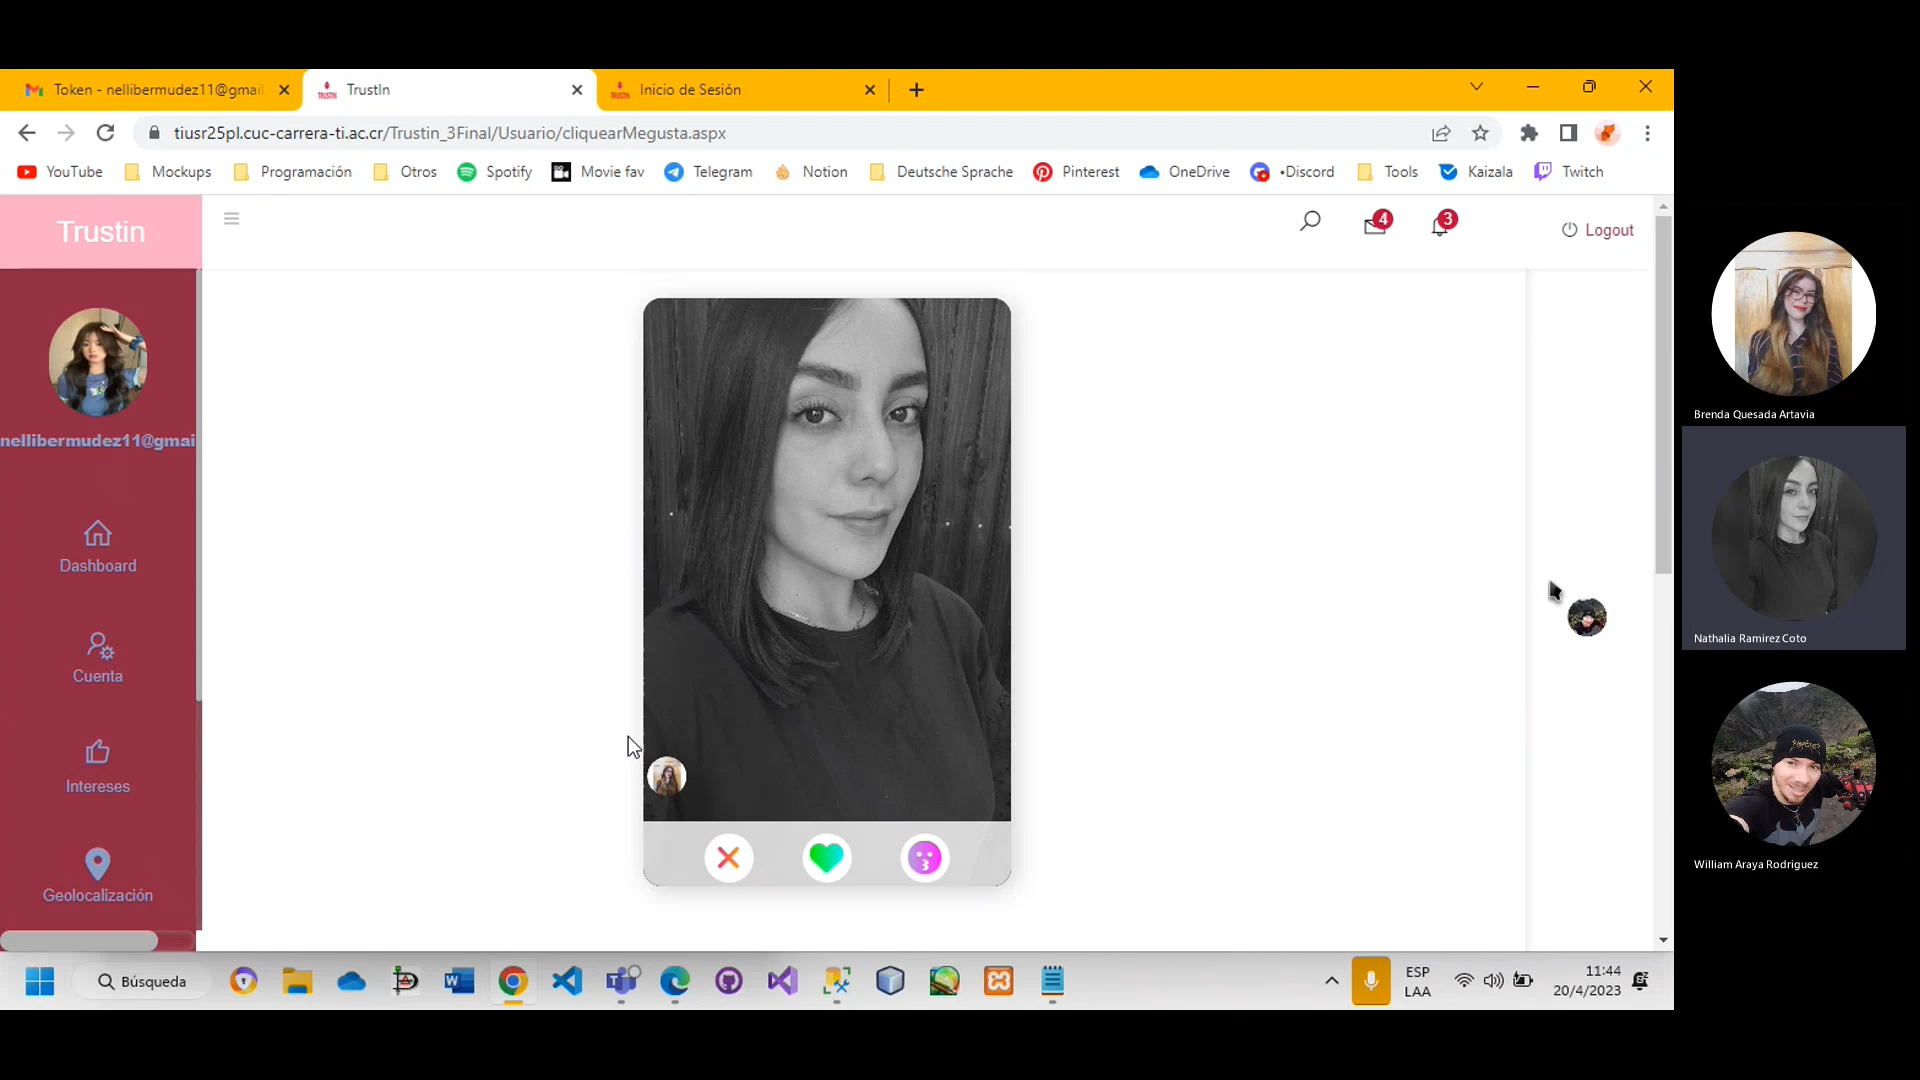 Token - nellibermudez11@gmail
TrustIn
Inicio de Sesión
tiusr25pl.cuc-carrera-ti.ac.cr/Trustin_3Final/Usuario/cliquearMegusta.aspx
YouTube
Mockups
Programación
Otros
Spotify
Movie fav
Telegram
Notion
Deutsche Sprache
Pinterest
OneDrive
•Discord
Tools
Kaizala
Twitch
Trustin
4
3
Logout
nellibermudez11@gmai
Dashboard
Cuenta
Intereses
Geolocalización
Brenda Quesada Artavia
Nathalia Ramirez Coto
William Araya Rodriguez
Búsqueda
ESP
LAA
11:44
20/4/2023